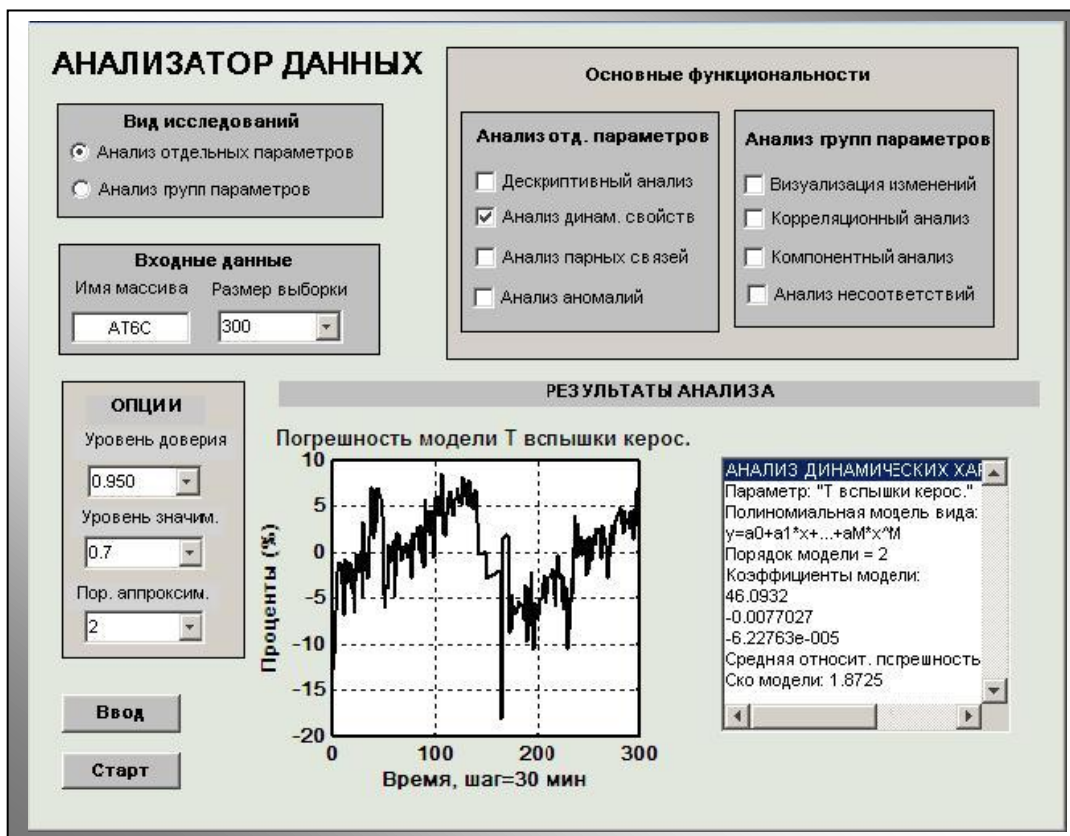 АНАЛИЗАТОР ДАННЫХ
Вид исследований
Анализ отдельных параметров
Анализ групп параметров
Входные данные
Имя массива Размер выборки
АТ6С 300
Основные функциональности
Анализ отд. параметров
Дескриптивный анализ
Анализ динам. свойств
Анализ парных связей
Анализ аномалий
Анализ групп параметров
Визуализация изменений
Корреляционный анализ
Компонентный анализ
Анализ несоответствий
ОПЦИИ
Уровень доверия
0.950
Уровень значим.
0.7
Пор. аппроксим.
2
Ввод
Старт
РЕЗУЛЬТАТЫ АНАЛИЗА
Погрешность модели Т вспышки керос.
Проценты (%)
10
5
0
-5
-10
-15
-20
0 100 200 300
Время, шаг=30 мин
АНАЛИЗ ДИНАМИЧЕСКИХ ХАР
Параметр: "Т вспышки керос."
Полиномиальная модель вида:
y=a0+a1*x+...+aM*x^M
Порядок модели = 2
Коэффициенты модели:
46.0932
-0.0077027
-6.22763e-005
Средняя относит. погрешность
Ско модели: 1.8725